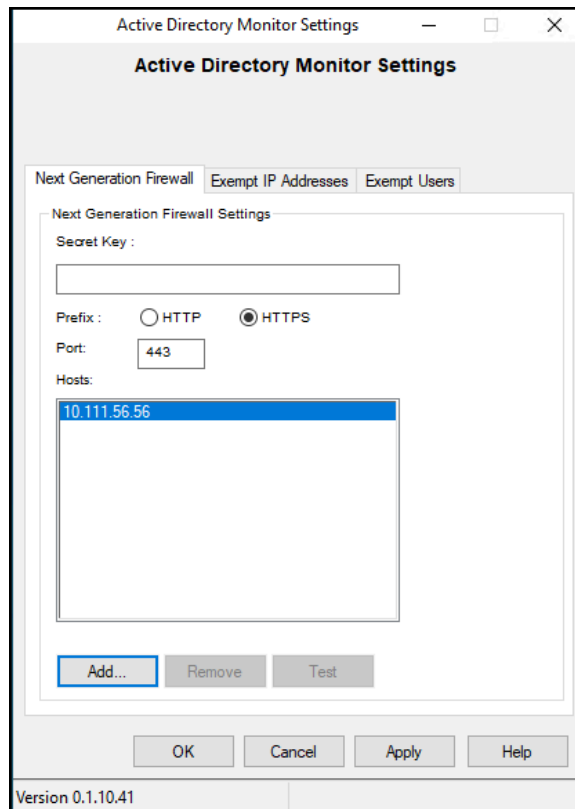 Active Directory Monitor Settings
Active Directory Monitor Settings
Next Generation Firewall Exempt IP Addresses Exempt Users
Next Generation Firewall Settings
Secret Key :
Prefix : HTTP HTTPS
Port: 443
Hosts:
10.111.56.56
Add... Remove Test
OK Cancel Apply Help
Version 0.1.10.41